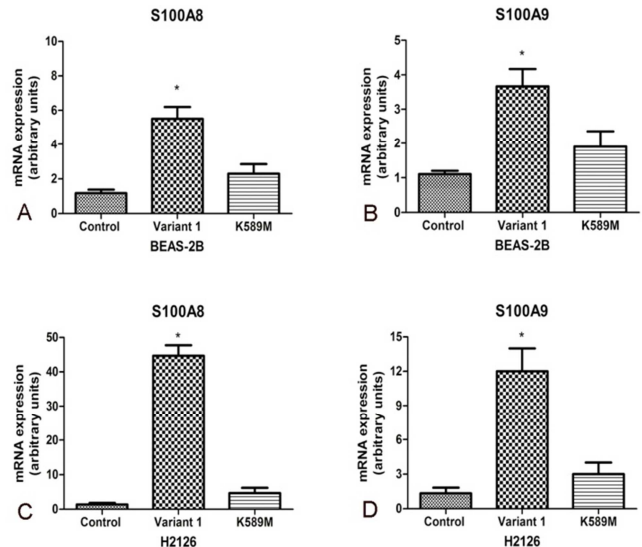 S100A8
mRNA expression
(arbitrary units)
10
8
6
4
2
0
*
Control Variant 1 K589M
BEAS-2B
A
S100A9
mRNA expression
(arbitrary units)
5
4
3
2
1
0
*
Control Variant 1 K589M
BEAS-2B
B
S100A8
mRNA expression
(arbitrary units)
50
40
30
20
10
0
*
Control Variant 1 K589M
H2126
C
S100A9
mRNA expression
(arbitrary units)
15
12
9
6
3
0
*
Control Variant 1 K589M
H2126
D